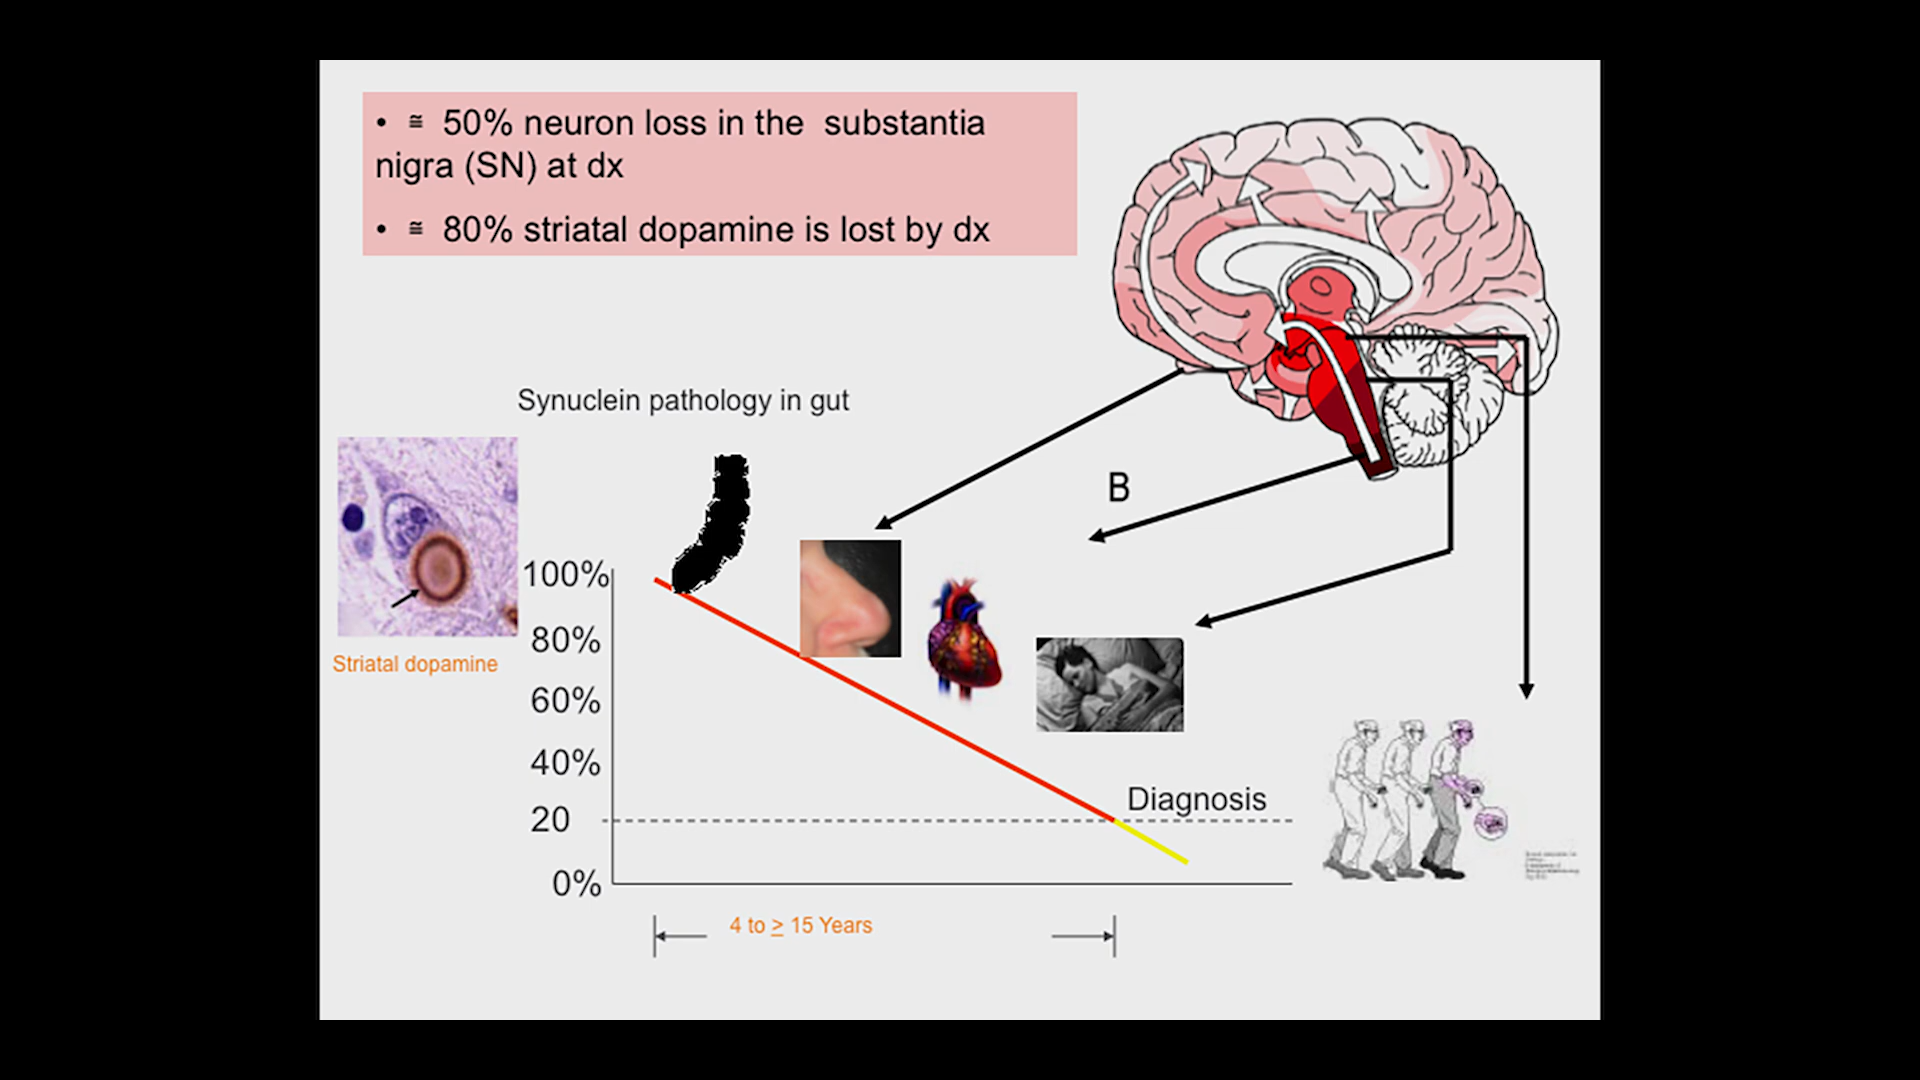 • ≅ 50% neuron loss in the substantia
nigra (SN) at dx
• ≅ 80% striatal dopamine is lost by dx
Synuclein pathology in gut
B
Striatal dopamine
100%
80%
60%
40%
20
0%
Diagnosis
4 to ≥ 15 Years